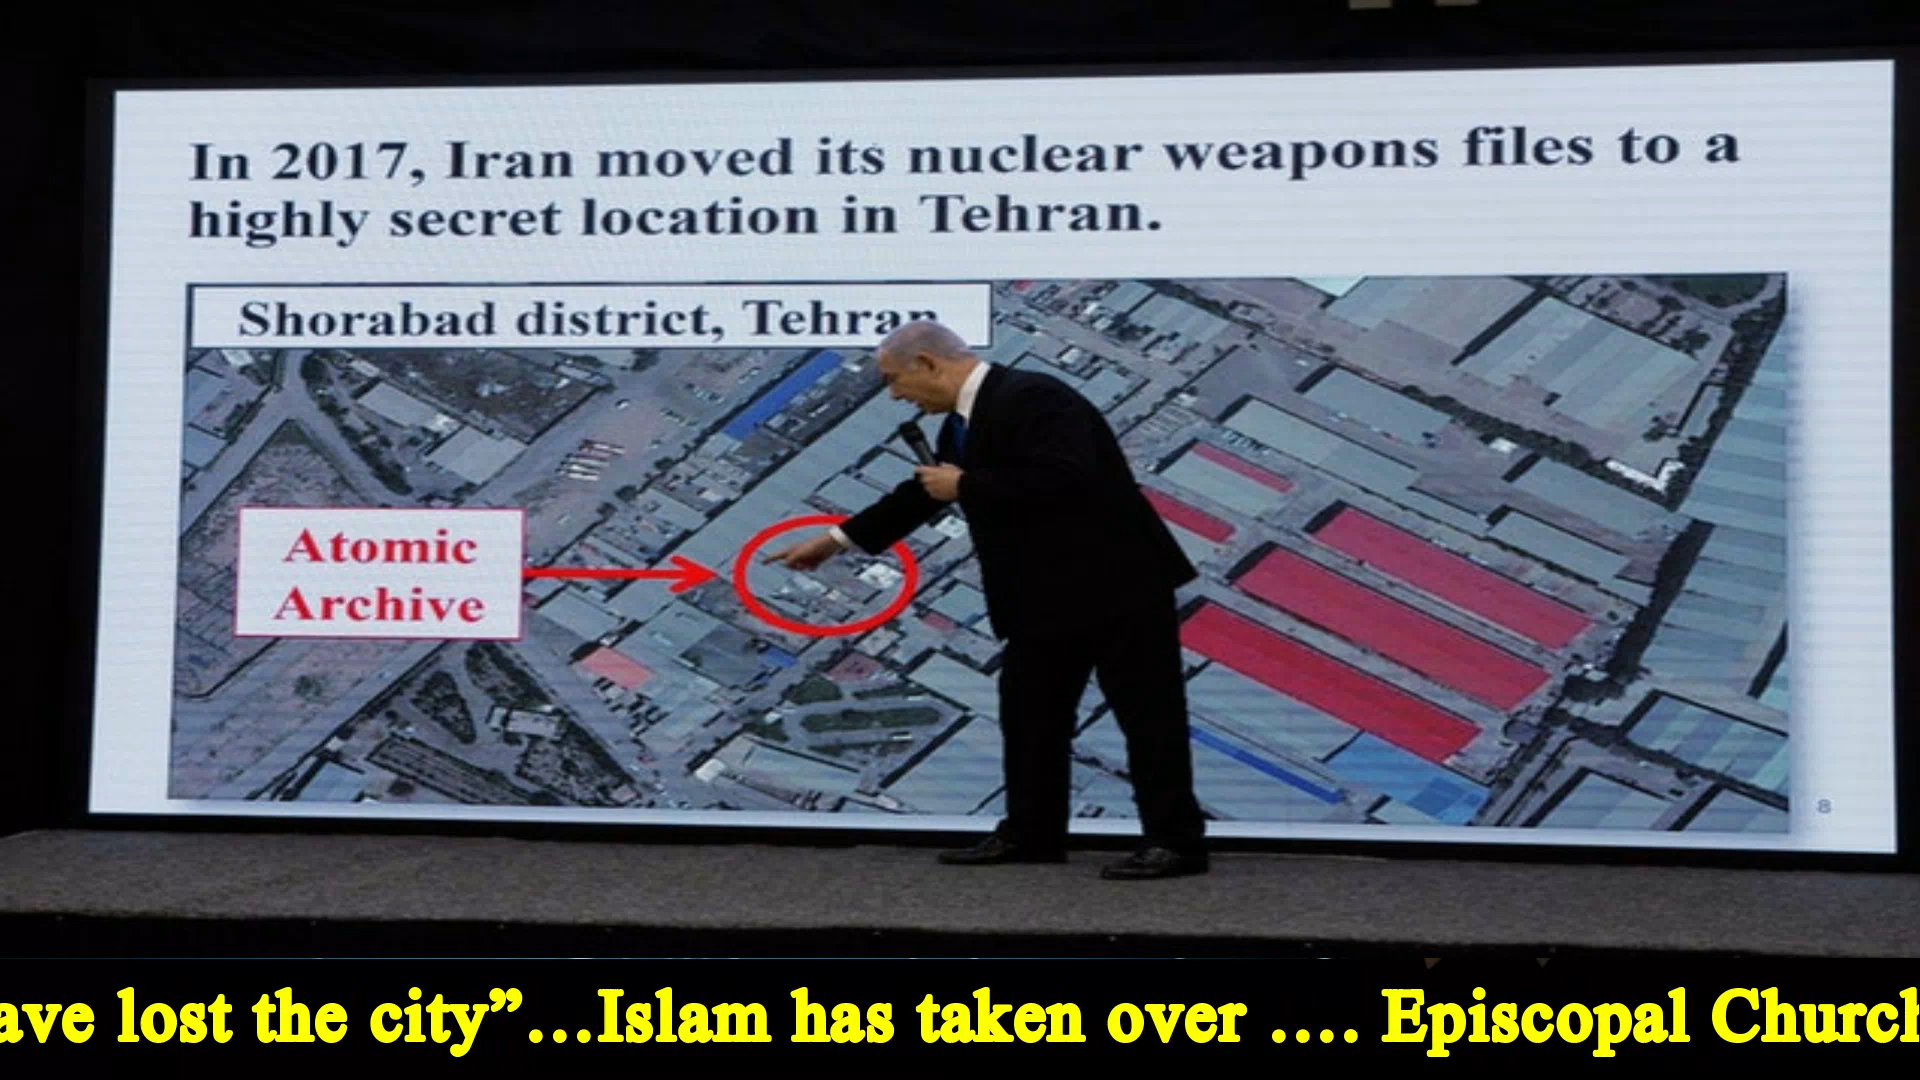 In 2017, Iran moved its nuclear weapons files to a
highly secret location in Tehran.
Shorabad district, Tehran
Atomic
Archive
8
ave lost the city”...Islam has taken over .... Episcopal Church